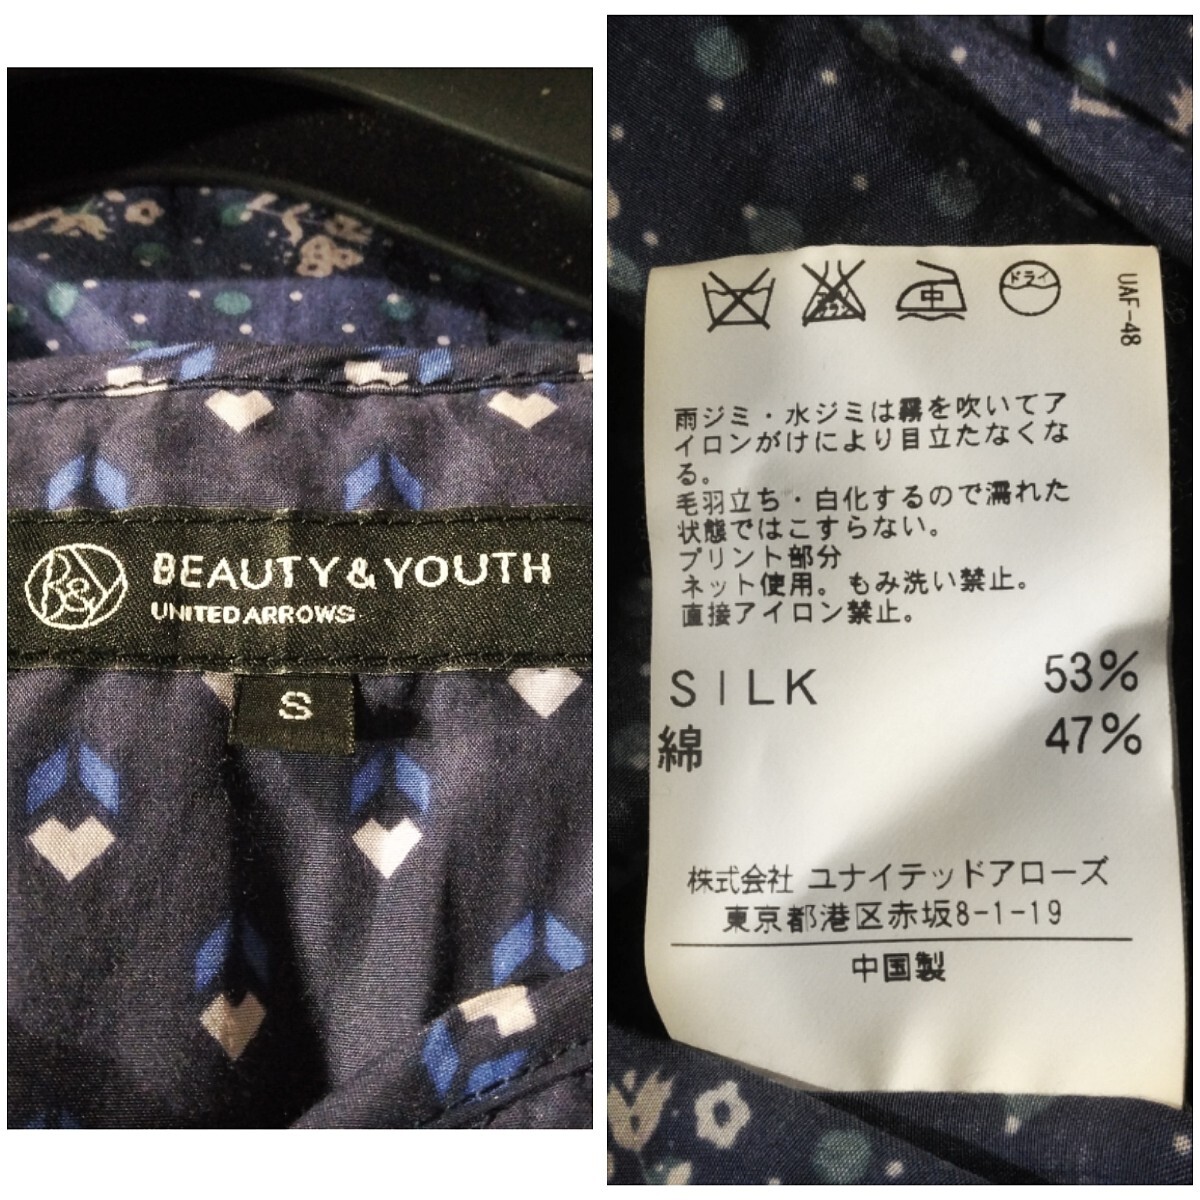 B&Y
BEAUTY & YOUTH
UNITED ARROWS
S
中
ドライ
UAF-48
雨ジミ・水ジミは霧を吹いてア
イロンがけにより目立たなくな
る。
毛羽立ち・白化するので濡れた
状態ではこすらない。
プリント部分
ネット使用。もみ洗い禁止。
直接アイロン禁止。
SILK 53%
綿 47%
株式会社 ユナイテッドアローズ
東京都港区赤坂8-1-19
中国製